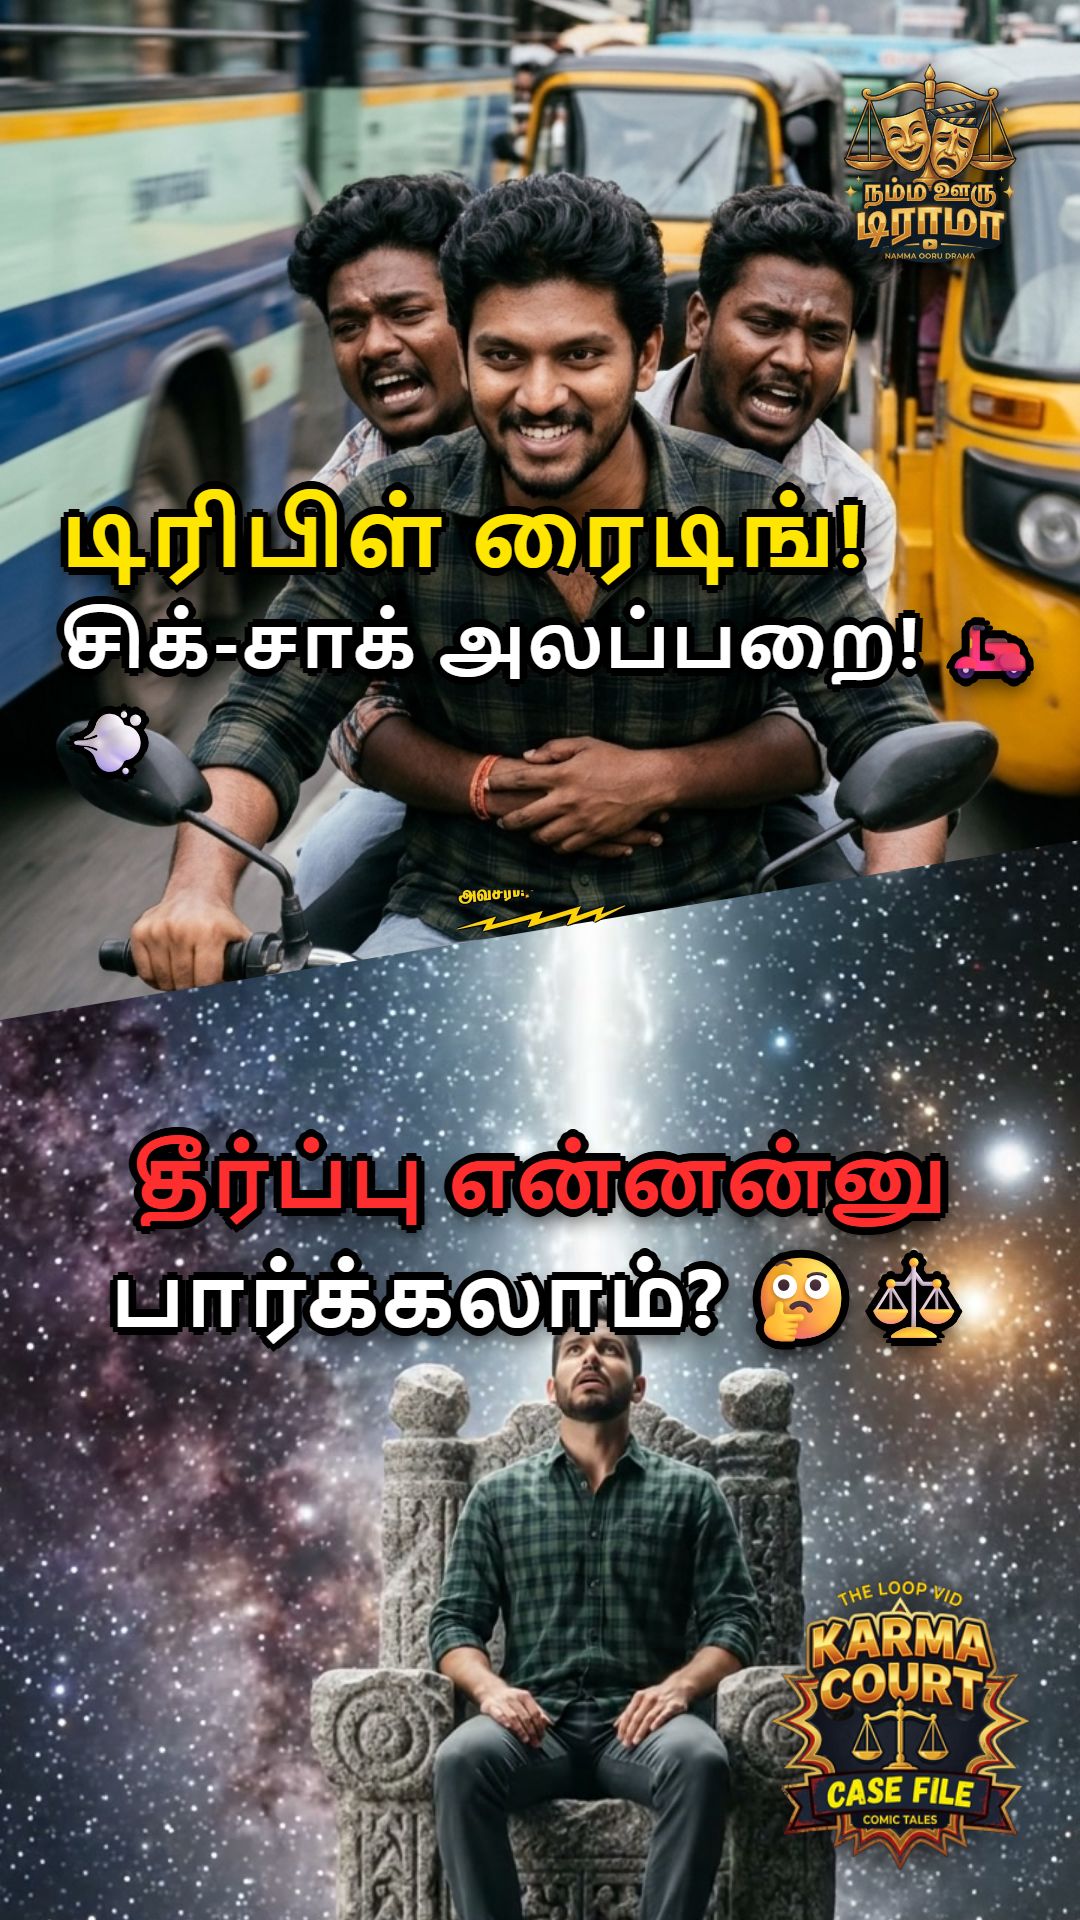 நம்ம ஊரு
டிராமா
NAMMA OORU DRAMA
டிரிபிள் ரைடிங்!
சிக்-சாக் அலப்பறை! 🛵
💨
தீர்ப்பு என்னன்னு
பார்க்கலாம்? 🤔 ⚖️
THE LOOP VID
KARMA
COURT
CASE FILE
COMIC TALES